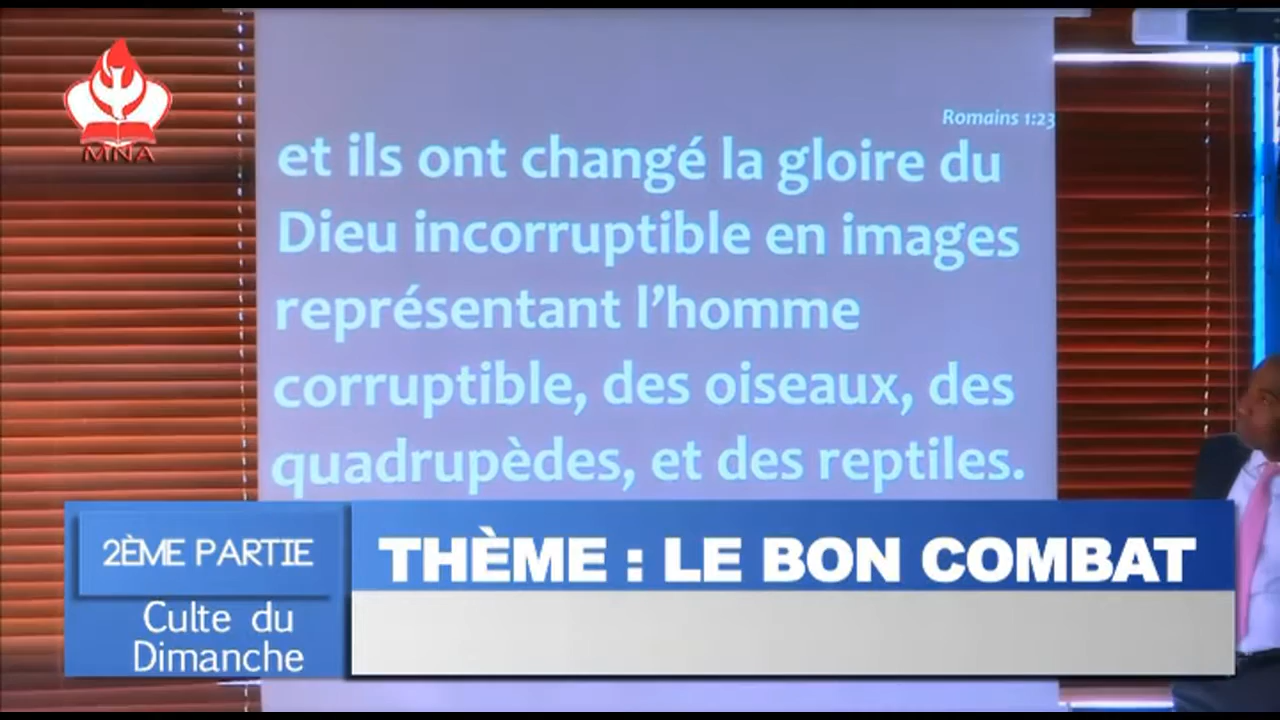 MNA
Romains 1:23
et ils ont changé la gloire du
Dieu incorruptible en images
représentant l’homme
corruptible, des oiseaux, des
quadrupèdes, et des reptiles.
2ÈME PARTIE
THÈME : LE BON COMBAT
Culte du
Dimanche